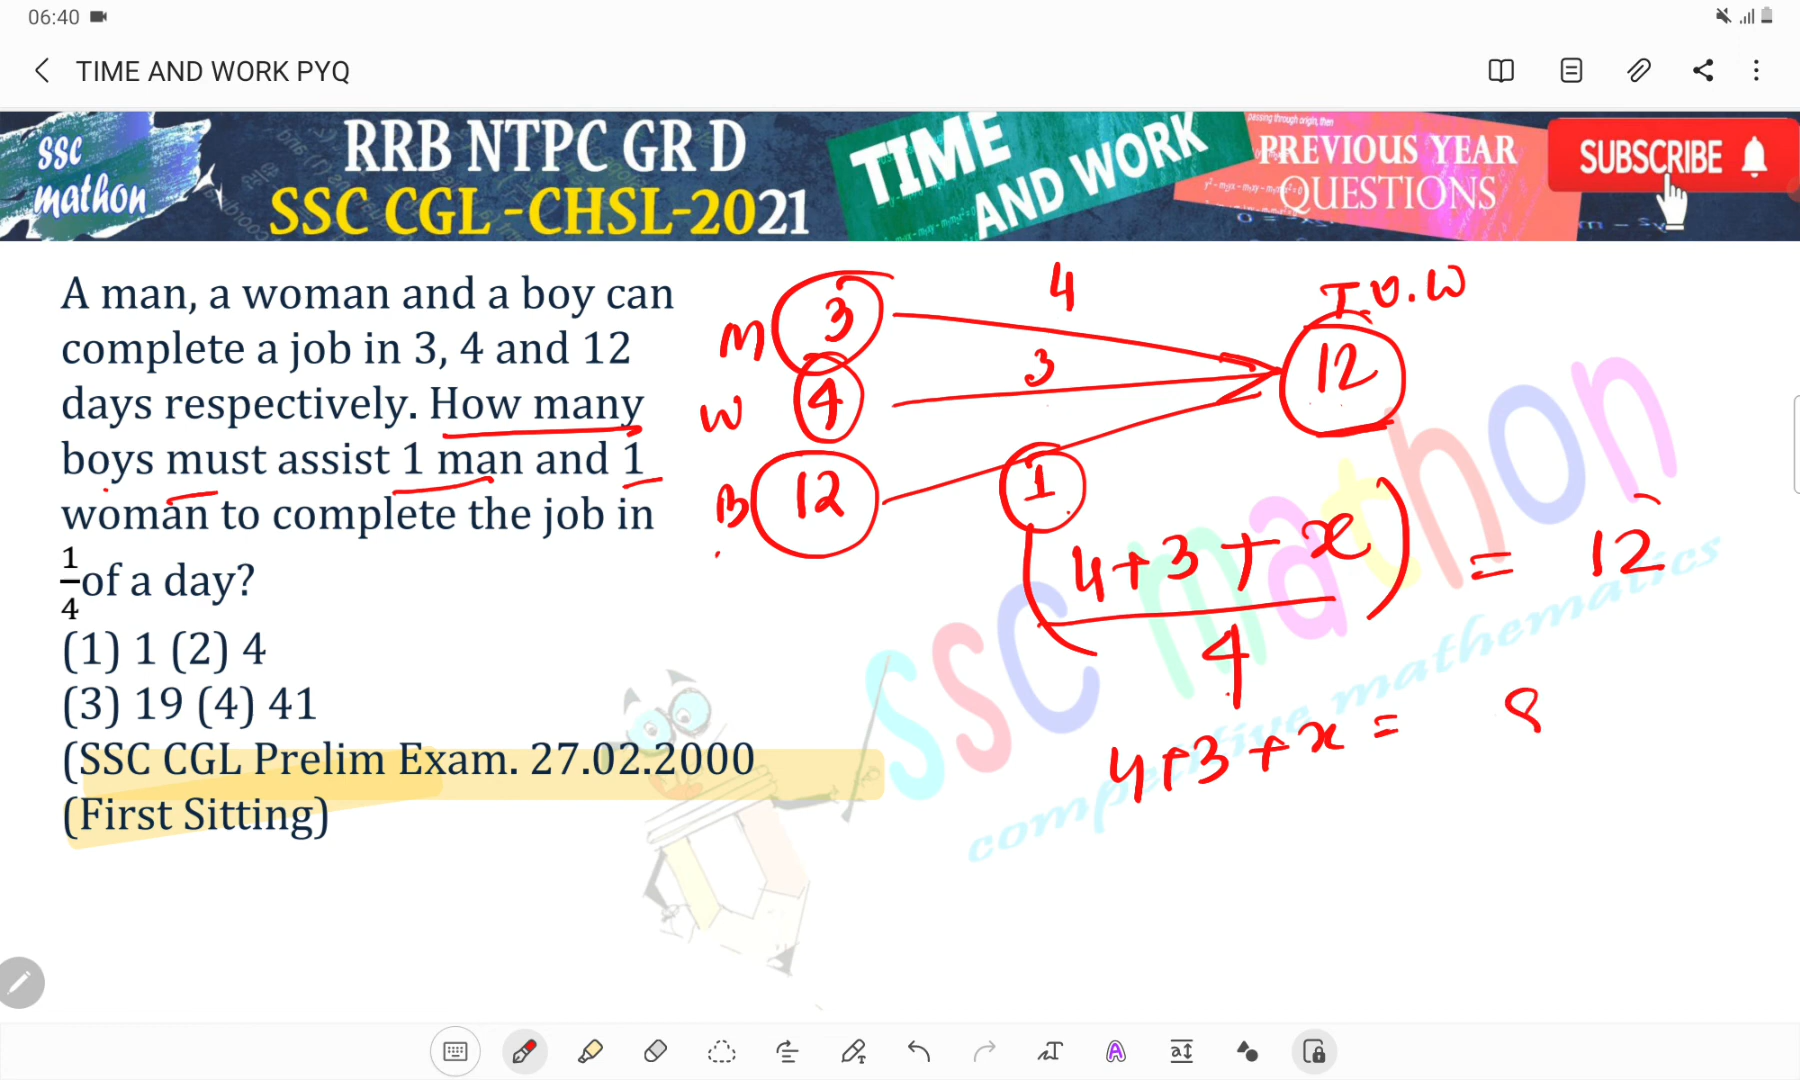 06:40
TIME AND WORK PYQ
SSC
mathon
RRB NTPC GR D
SSC CGL -CHSL-2021
TIME
AND WORK
passing through origin, then
PREVIOUS YEAR
QUESTIONS
SUBSCRIBE
A man, a woman and a boy can
complete a job in 3, 4 and 12
days respectively. How many
boys must assist 1 man and 1
woman to complete the job in
1/4 of a day?
(1) 1 (2) 4
(3) 19 (4) 41
(SSC CGL Prelim Exam. 27.02.2000
(First Sitting)
M 3 4 T.O.W
W 4 3 12
B 12 1
(4+3+x)/4 = 12
4+3+x = 8
ssc mathon
competitive mathematics